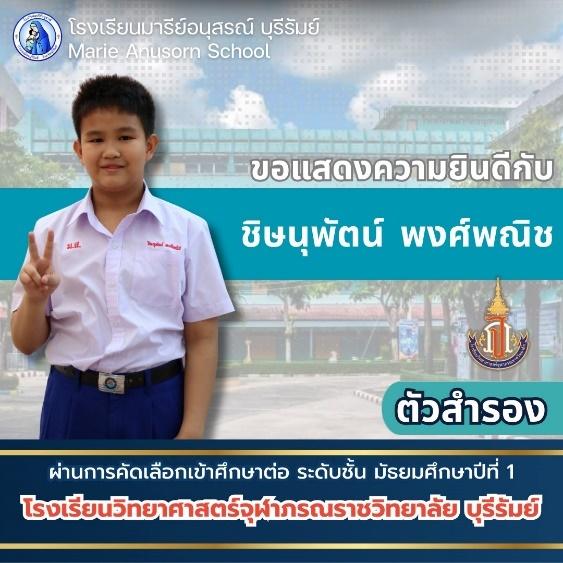 โรงเรียนมารีย์อนุสรณ์ บุรีรัมย์
Marie Anusorn School
ขอแสดงความยินดีกับ
ชิษนุพัตน์ พงศ์พณิช
ม.อ.
ตัวสำรอง
ผ่านการคัดเลือกเข้าศึกษาต่อ ระดับชั้น มัธยมศึกษาปีที่ 1
โรงเรียนวิทยาศาสตร์จุฬาภรณราชวิทยาลัย บุรีรัมย์